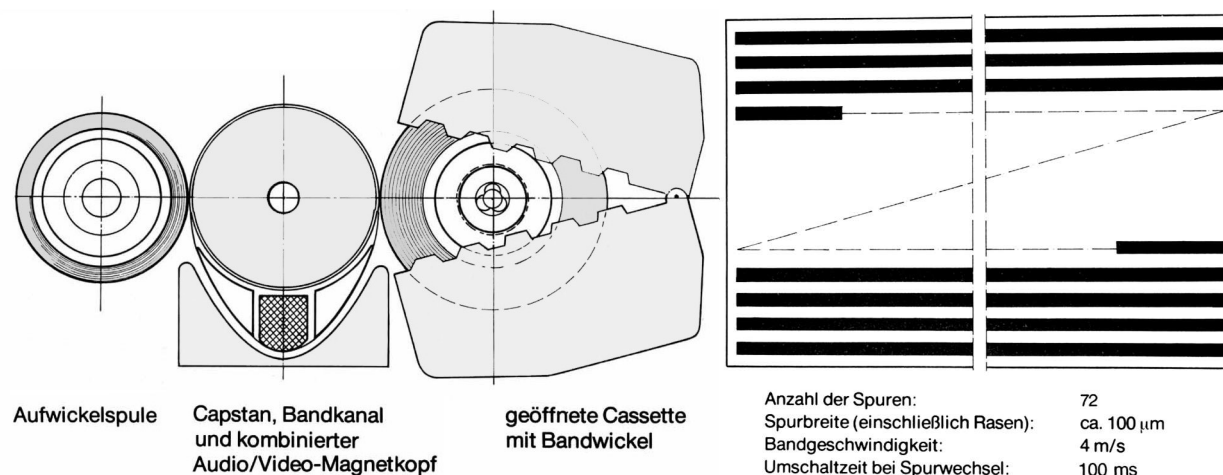 Aufwickelspule
Capstan, Bandkanal
und kombinierter
Audio/Video-Magnetkopf
geöffnete Cassette
mit Bandwickel
Anzahl der Spuren: 72
Spurbreite (einschließlich Rasen): ca. 100 µm
Bandgeschwindigkeit: 4 m/s
Umschaltzeit bei Spurwechsel: 100 ms